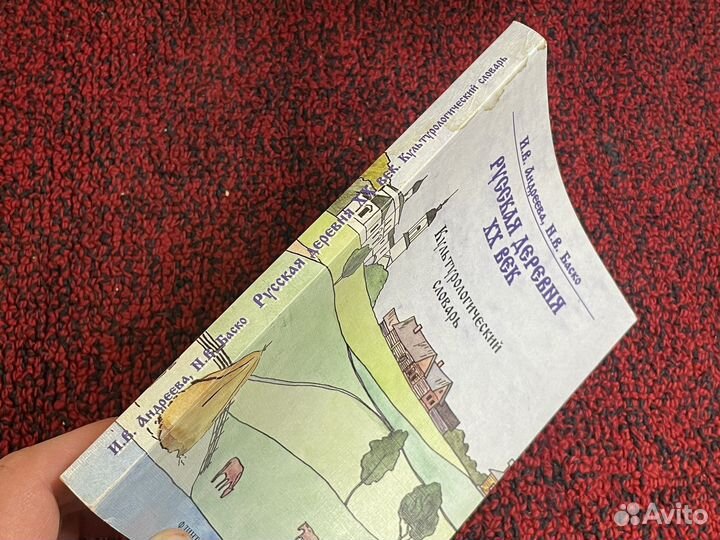 И.В. Андреева, Н.В. Баско Русская деревня XX век. Культурологический словарь
И.В. Андреева, Н.В. Баско
РУССКАЯ ДЕРЕВНЯ
XX ВЕК
Культурологический
словарь
Avito